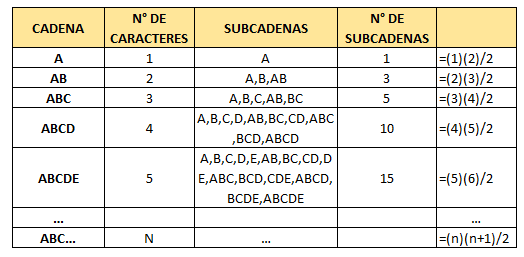 CADENA N° DE CARACTERES SUBCADENAS N° DE SUBCADENAS
A 1 A 1 =(1)(2)/2
AB 2 A,B,AB 3 =(2)(3)/2
ABC 3 A,B,C,AB,BC 5 =(3)(4)/2
ABCD 4 A,B,C,D,AB,BC,CD,ABC
,BCD,ABCD 10 =(4)(5)/2
ABCDE 5 A,B,C,D,E,AB,BC,CD,D
E,ABC,BCD,CDE,ABCD,
BCDE,ABCDE 15 =(5)(6)/2
... ...
ABC... N ... =(n)(n+1)/2